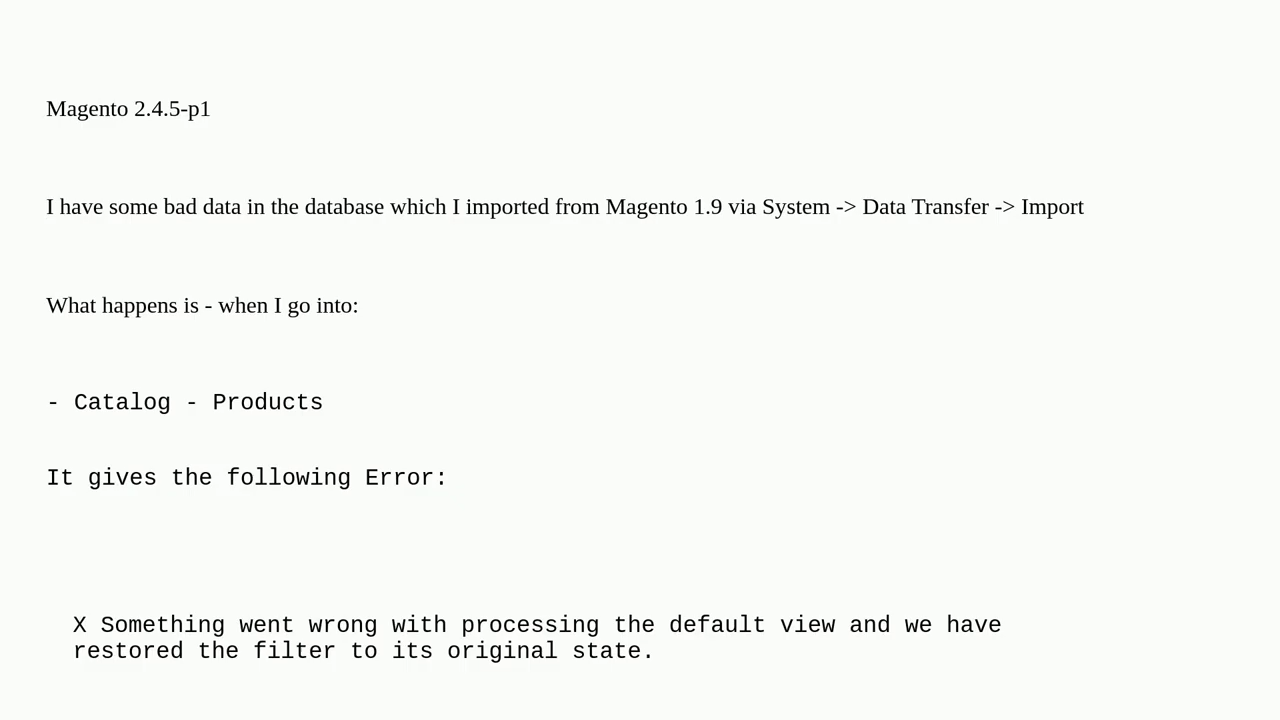 Magento 2.4.5-p1
I have some bad data in the database which I imported from Magento 1.9 via System -> Data Transfer -> Import
What happens is - when I go into:
- Catalog - Products
It gives the following Error:
X Something went wrong with processing the default view and we have
restored the filter to its original state.